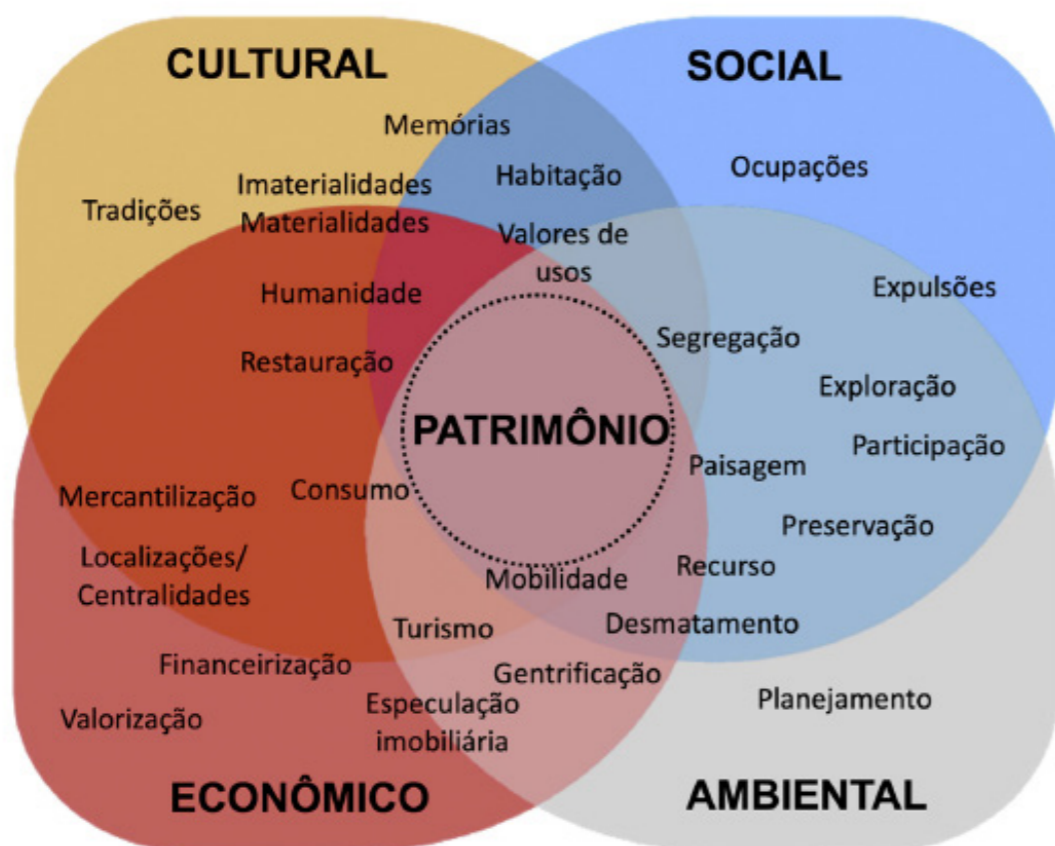 CULTURAL
SOCIAL
Memórias
Habitação
Ocupações
Imaterialidades
Tradições
Materialidades
Valores de
usos
Humanidade
Expulsões
Segregação
Restauração
Exploração
PATRIMÔNIO
Participação
Paisagem
Mercantilização
Consumo
Preservação
Localizações/
Centralidades
Mobilidade
Recurso
Turismo
Desmatamento
Financeirização
Gentrificação
Valorização
Especulação
imobiliária
Planejamento
ECONÔMICO
AMBIENTAL